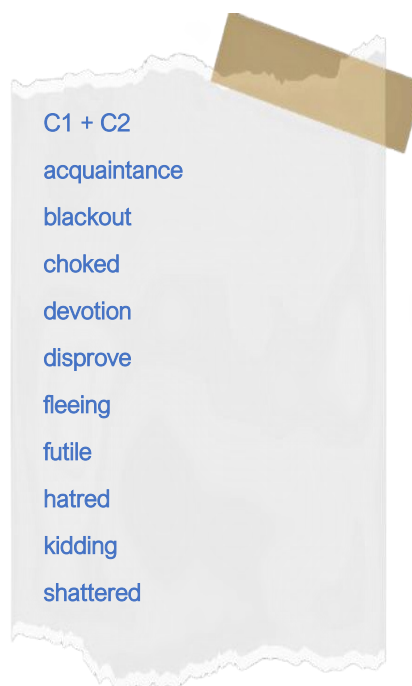 C1 + C2
acquaintance
blackout
choked
devotion
disprove
fleeing
futile
hatred
kidding
shattered